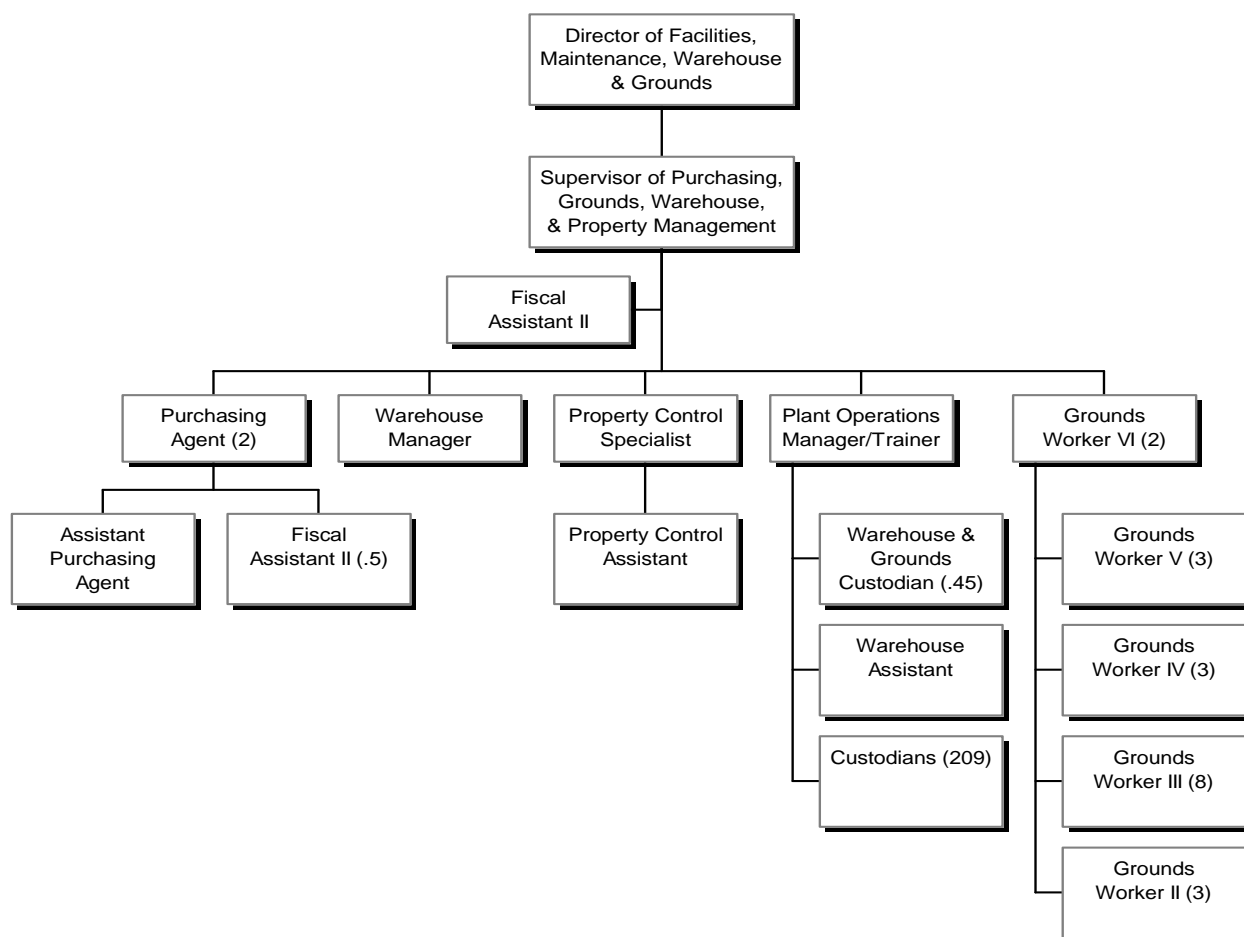 Director of Facilities,
Maintenance, Warehouse
& Grounds
Supervisor of Purchasing,
Grounds, Warehouse,
& Property Management
Fiscal
Assistant II
Purchasing
Agent (2)
Warehouse
Manager
Property Control
Specialist
Plant Operations
Manager/Trainer
Grounds
Worker VI (2)
Assistant
Purchasing
Agent
Fiscal
Assistant II (.5)
Property Control
Assistant
Warehouse &
Grounds
Custodian (.45)
Grounds
Worker V (3)
Warehouse
Assistant
Grounds
Worker IV (3)
Custodians (209)
Grounds
Worker III (8)
Grounds
Worker II (3)